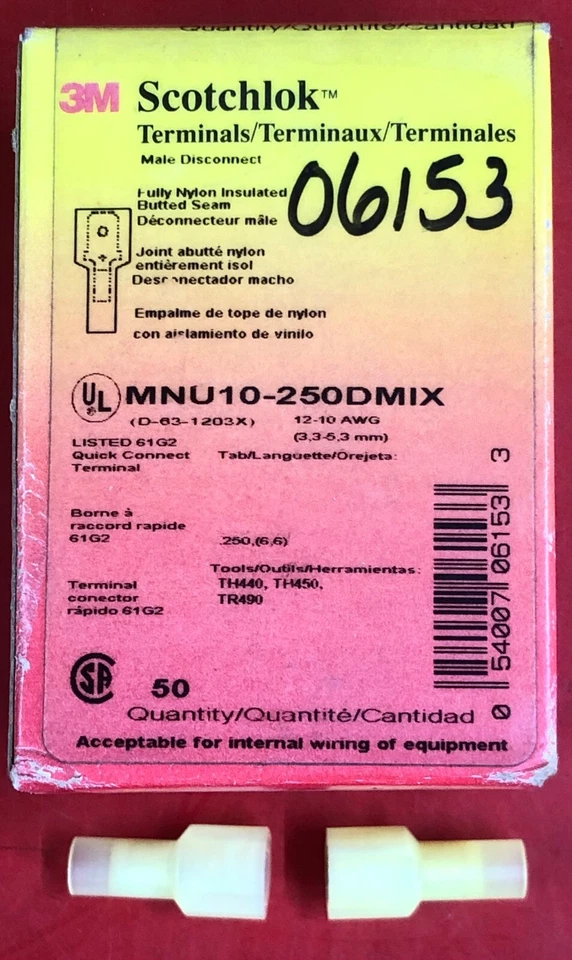 Quantity/Quantité/Cantidad
3M Scotchlok™
Terminals/Terminaux/Terminales
Male Disconnect
06153
Fully Nylon Insulated
Butted Seam
Déconnecteur mâle
Joint abutté nylon
entièrement isol
Desconectador macho
Empalme de tope de nylon
con aislamiento de vinilo
UL MNU10-250DMIX
(D-63-1203X)
12-10 AWG
(3,3-5,3 mm)
LISTED 61G2
Quick Connect
Terminal
Tab/Languette/Orejeta:
Borne à
raccord rapide
61G2
.250,(6,6)
Tools/Outils/Herramientas:
TH440, TH450,
TR490
Terminal
conector
rápido 61G2
0 54007 06153 3
SA
50
Quantity/Quantité/Cantidad
Acceptable for internal wiring of equipment